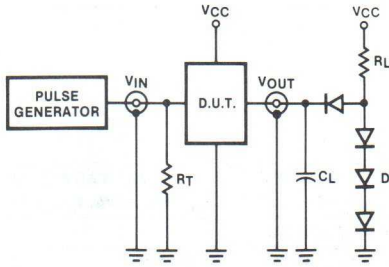 VCC
VCC
RL
VIN
VOUT
PULSE
GENERATOR
D.U.T.
RT
CL
D